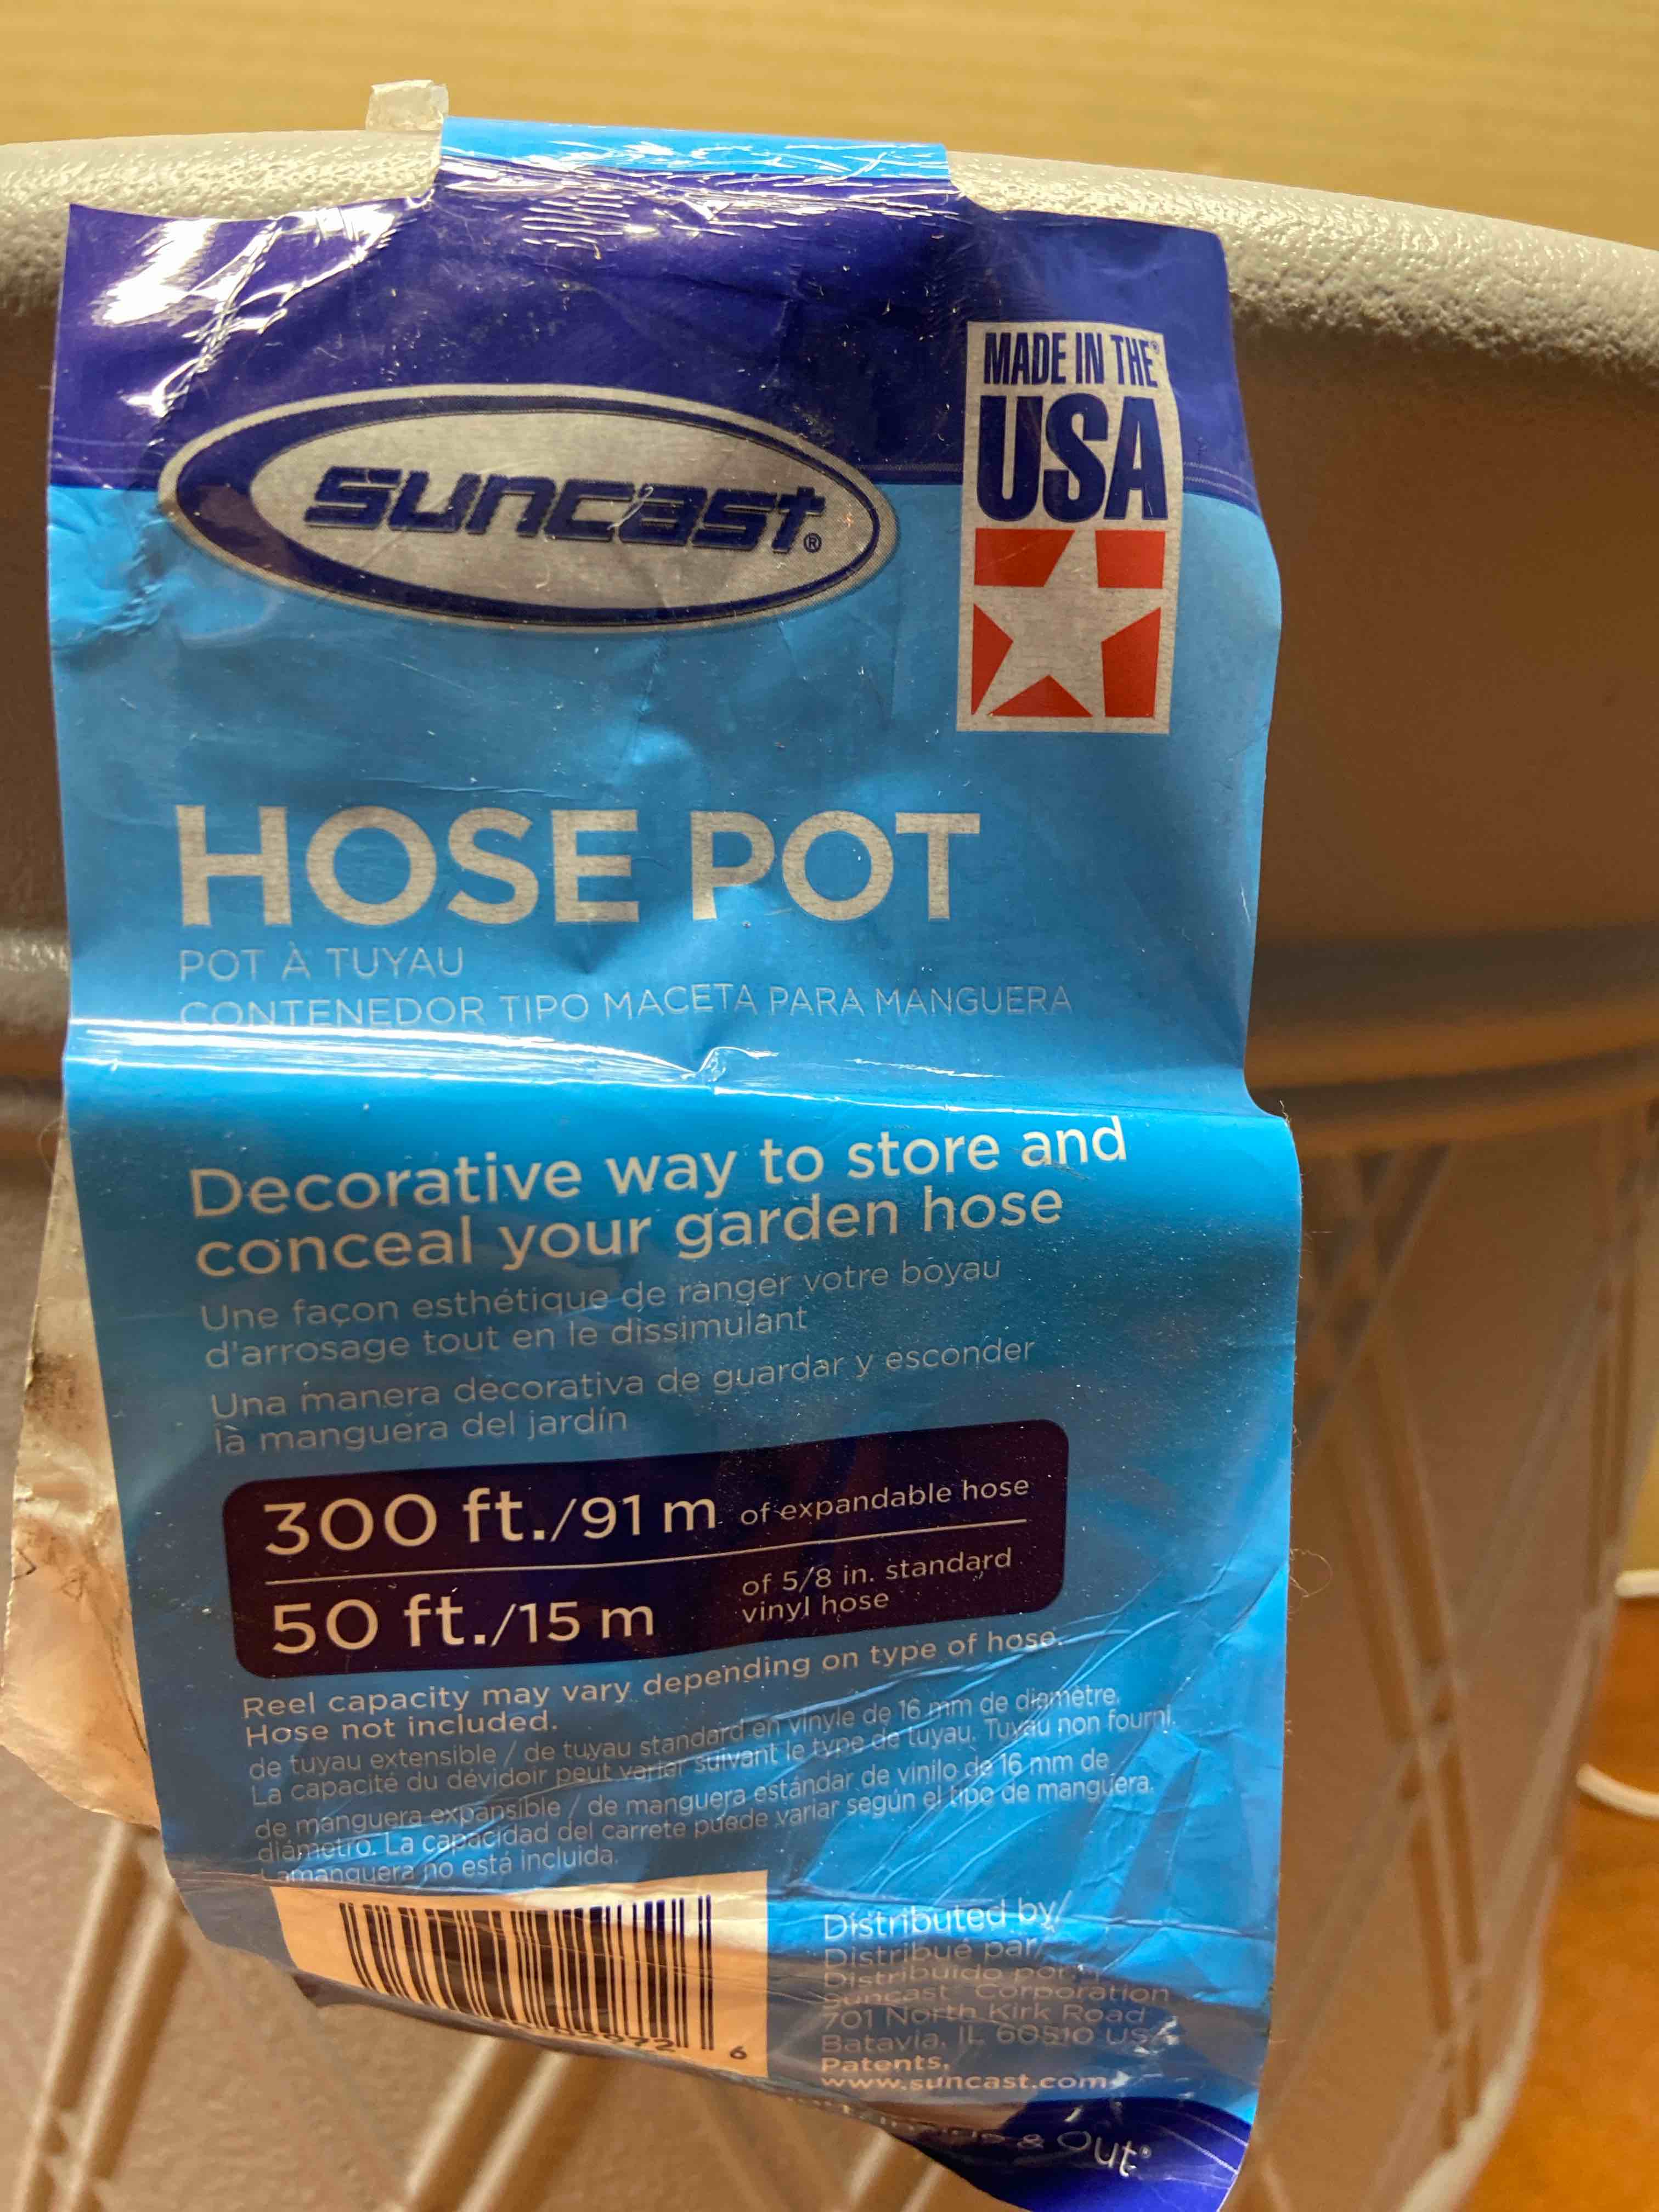 suncast®
MADE IN THE®
USA
HOSE POT
POT À TUYAU
CONTENEDOR TIPO MACETA PARA MANGUERA
Decorative way to store and
conceal your garden hose
Une façon esthétique de ranger votre boyau
d'arrosage tout en le dissimulant
Una manera decorativa de guardar y esconder
la manguera del jardín
300 ft./91 m of expandable hose
50 ft./15 m of 5/8 in. standard
vinyl hose
Reel capacity may vary depending on type of hose.
Hose not included.
de tuyau extensible / de tuyau standard en vinyle de 16 mm de diamètre.
La capacité du dévidoir peut varier suivant le type de tuyau. Tuyau non fourni.
de manguera expansible / de manguera estándar de vinilo de 16 mm de
diámetro. La capacidad del carrete puede variar según el tipo de manguera.
Lamanguera no está incluida.
6
Distributed by/
Distribué par/
Distribuido por:
Suncast Corporation
701 North Kirk Road
Batavia, IL 60510 USA
Patents,
www.suncast.com
& Out®